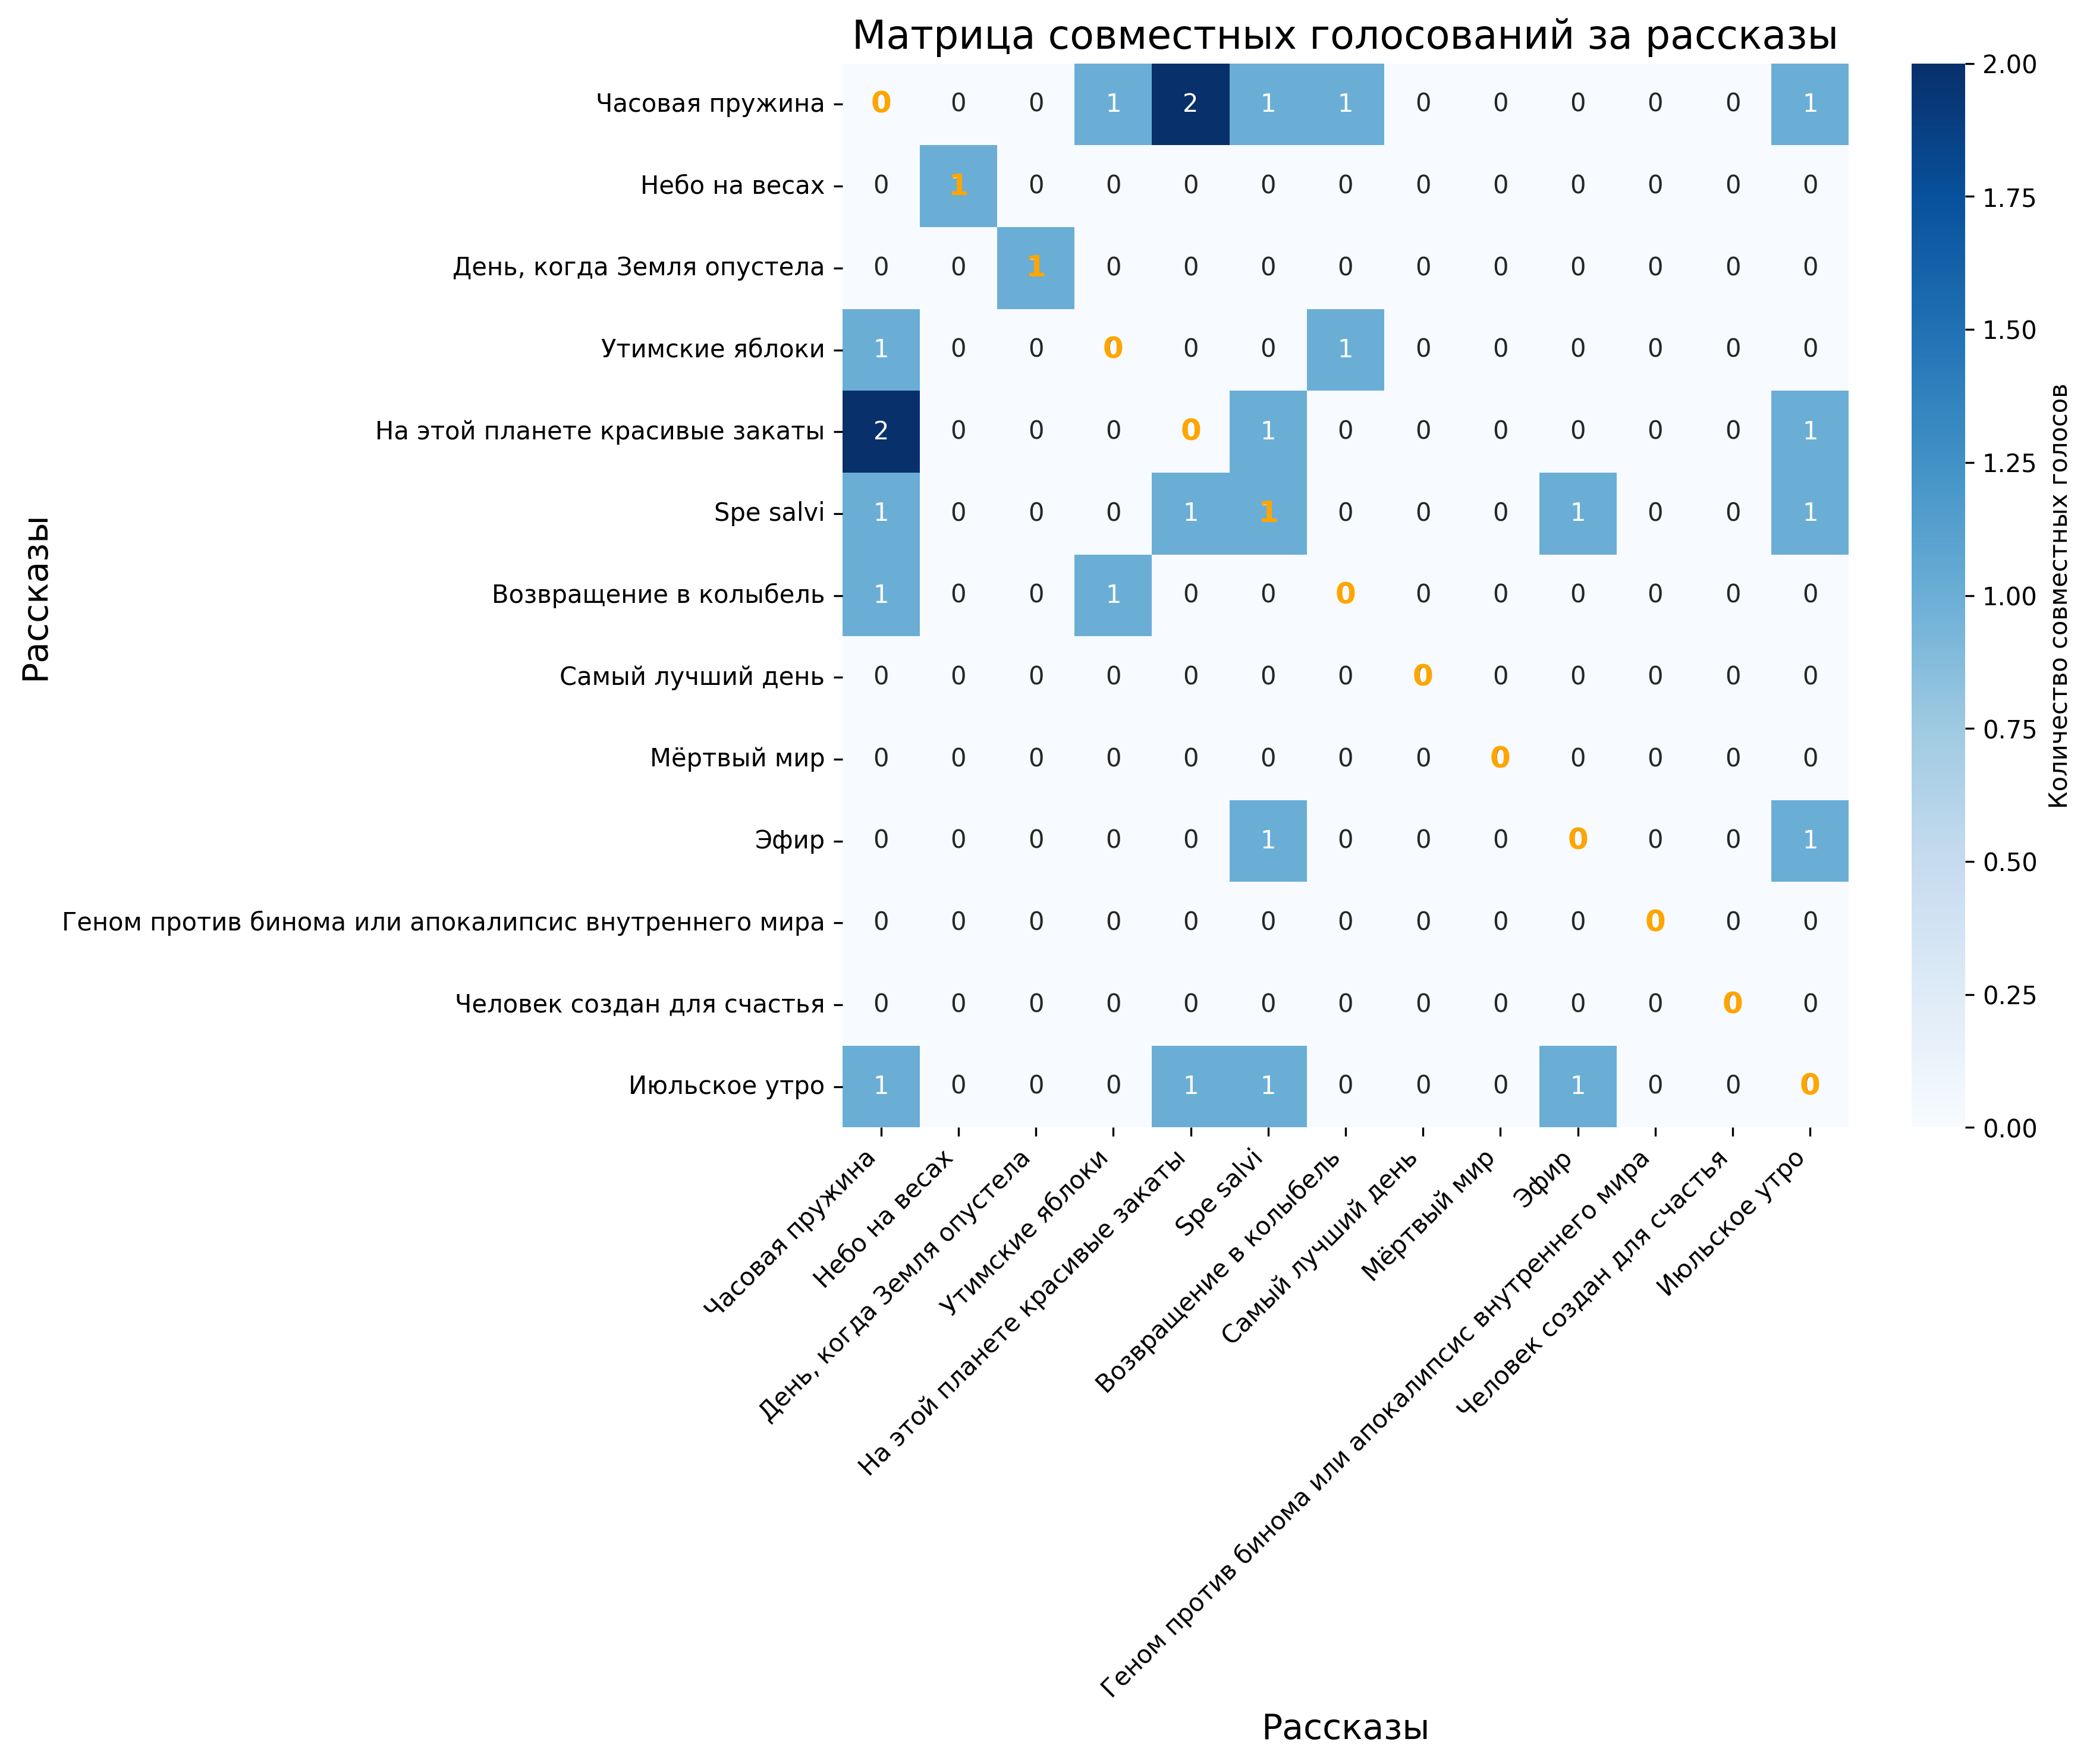 Матрица совместных голосований за рассказы
Рассказы
Часовая пружина 0 0 0 1 2 1 1 0 0 0 0 0 1
Небо на весах 0 1 0 0 0 0 0 0 0 0 0 0 0
День, когда Земля опустела 0 0 1 0 0 0 0 0 0 0 0 0 0
Утимские яблоки 1 0 0 0 0 0 1 0 0 0 0 0 0
На этой планете красивые закаты 2 0 0 0 0 1 0 0 0 0 0 0 1
Spe salvi 1 0 0 0 1 1 0 0 0 1 0 0 1
Возвращение в колыбель 1 0 0 1 0 0 0 0 0 0 0 0 0
Самый лучший день 0 0 0 0 0 0 0 0 0 0 0 0 0
Мёртвый мир 0 0 0 0 0 0 0 0 0 0 0 0 0
Эфир 0 0 0 0 0 1 0 0 0 0 0 0 1
Геном против бинома или апокалипсис внутреннего мира 0 0 0 0 0 0 0 0 0 0 0 0 0
Человек создан для счастья 0 0 0 0 0 0 0 0 0 0 0 0 0
Июльское утро 1 0 0 0 1 1 0 0 0 1 0 0 0
Часовая пружина
Небо на весах
День, когда Земля опустела
Утимские яблоки
На этой планете красивые закаты
Spe salvi
Возвращение в колыбель
Самый лучший день
Мёртвый мир
Эфир
Геном против бинома или апокалипсис внутреннего мира
Человек создан для счастья
Июльское утро
Рассказы
2.00
1.75
1.50
1.25
1.00
0.75
0.50
0.25
0.00
Количество совместных голосов